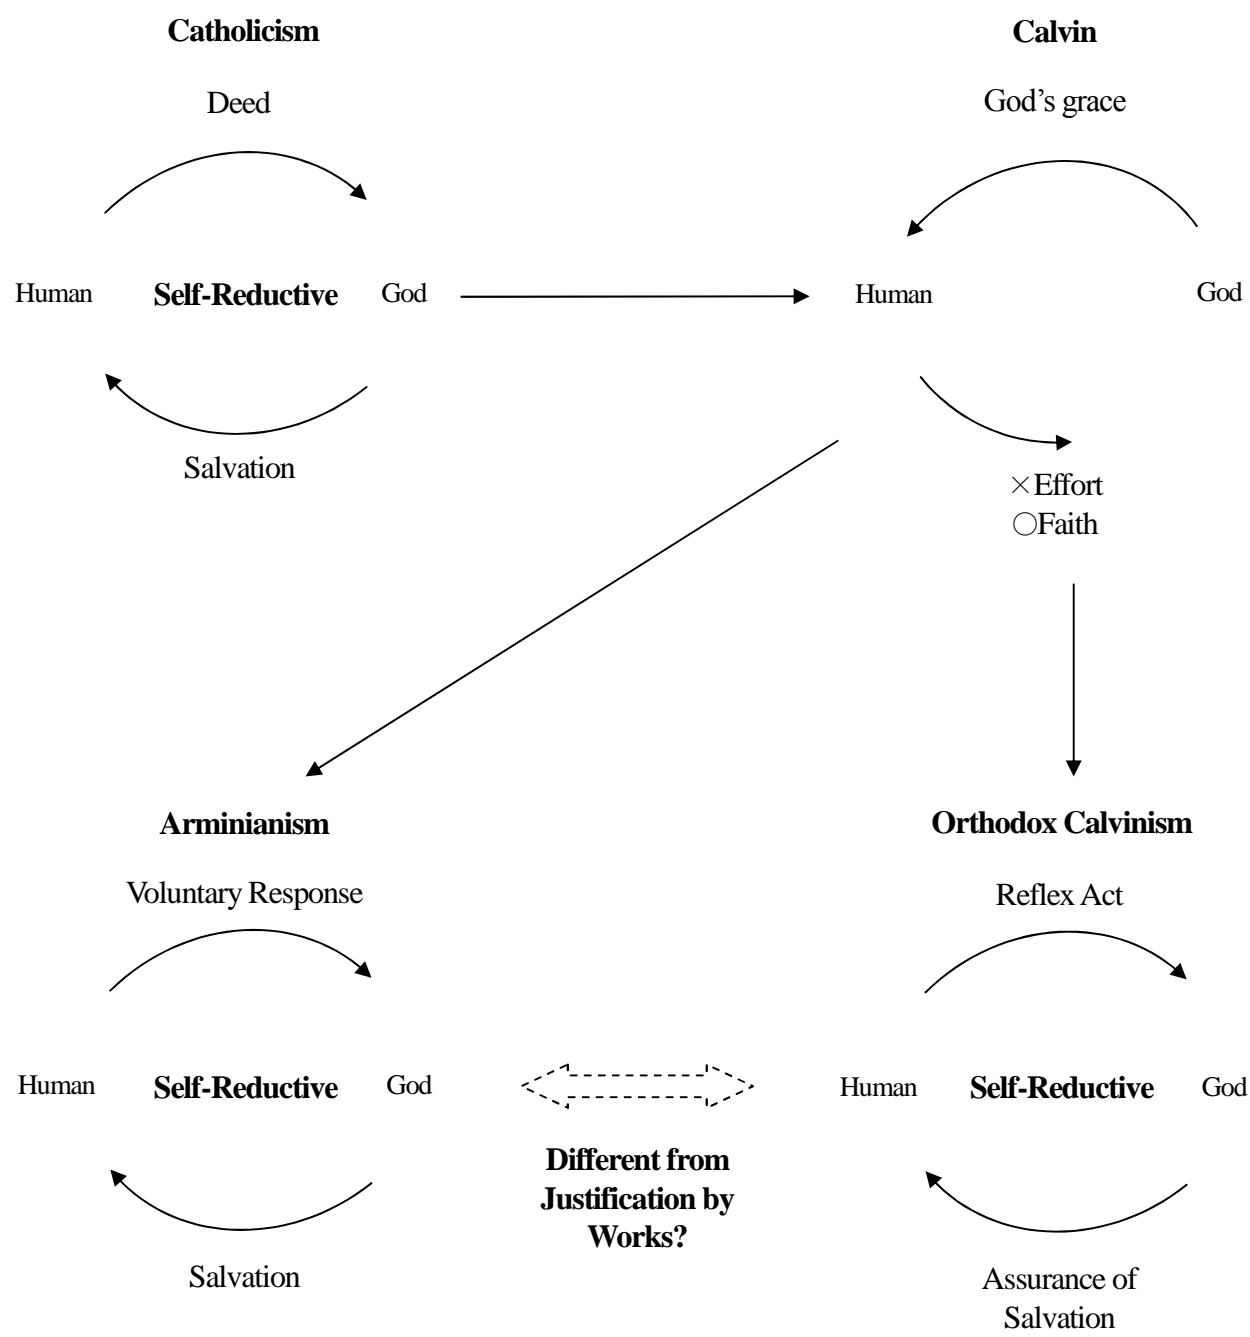 Catholicism
Deed
Human Self-Reductive God
Salvation
Calvin
God’s grace
Human God
×Effort
○Faith
Arminianism
Voluntary Response
Human Self-Reductive God
Salvation
Different from
Justification by
Works?
Orthodox Calvinism
Reflex Act
Human Self-Reductive God
Assurance of
Salvation